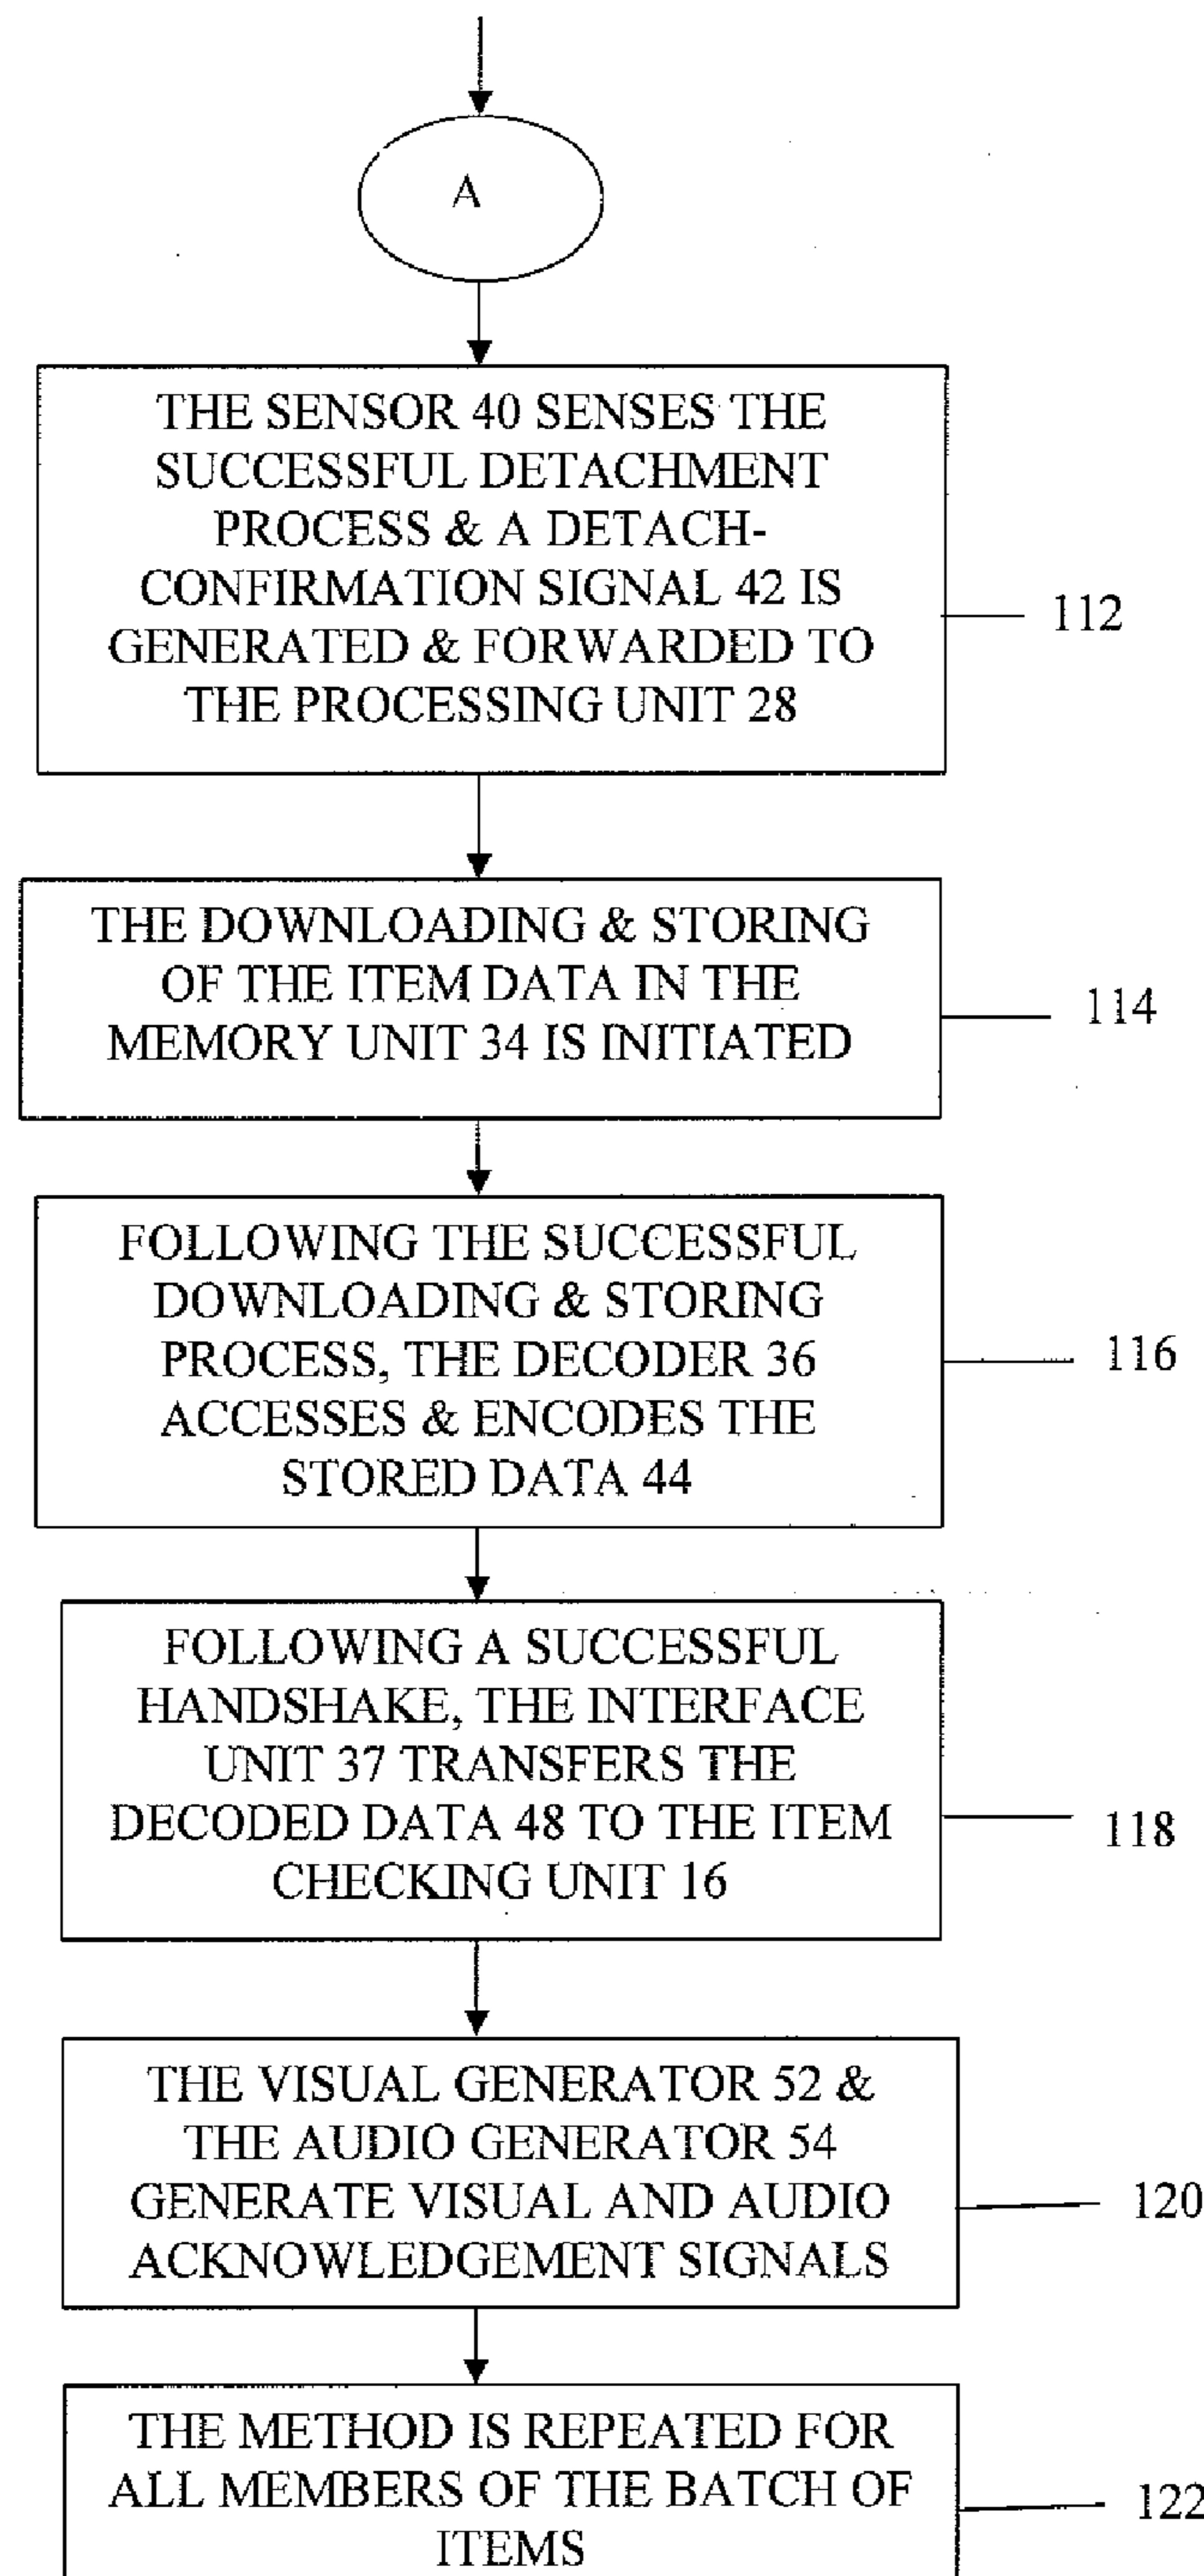 A
THE SENSOR 40 SENSES THE
SUCCESSFUL DETACHMENT
PROCESS & A DETACH-
CONFIRMATION SIGNAL 42 IS
GENERATED & FORWARDED TO
THE PROCESSING UNIT 28
112
THE DOWNLOADING & STORING
OF THE ITEM DATA IN THE
MEMORY UNIT 34 IS INITIATED
114
FOLLOWING THE SUCCESSFUL
DOWNLOADING & STORING
PROCESS, THE DECODER 36
ACCESSES & ENCODES THE
STORED DATA 44
116
FOLLOWING A SUCCESSFUL
HANDSHAKE, THE INTERFACE
UNIT 37 TRANSFERS THE
DECODED DATA 48 TO THE ITEM
CHECKING UNIT 16
118
THE VISUAL GENERATOR 52 &
THE AUDIO GENERATOR 54
GENERATE VISUAL AND AUDIO
ACKNOWLEDGEMENT SIGNALS
120
THE METHOD IS REPEATED FOR
ALL MEMBERS OF THE BATCH OF
ITEMS
122